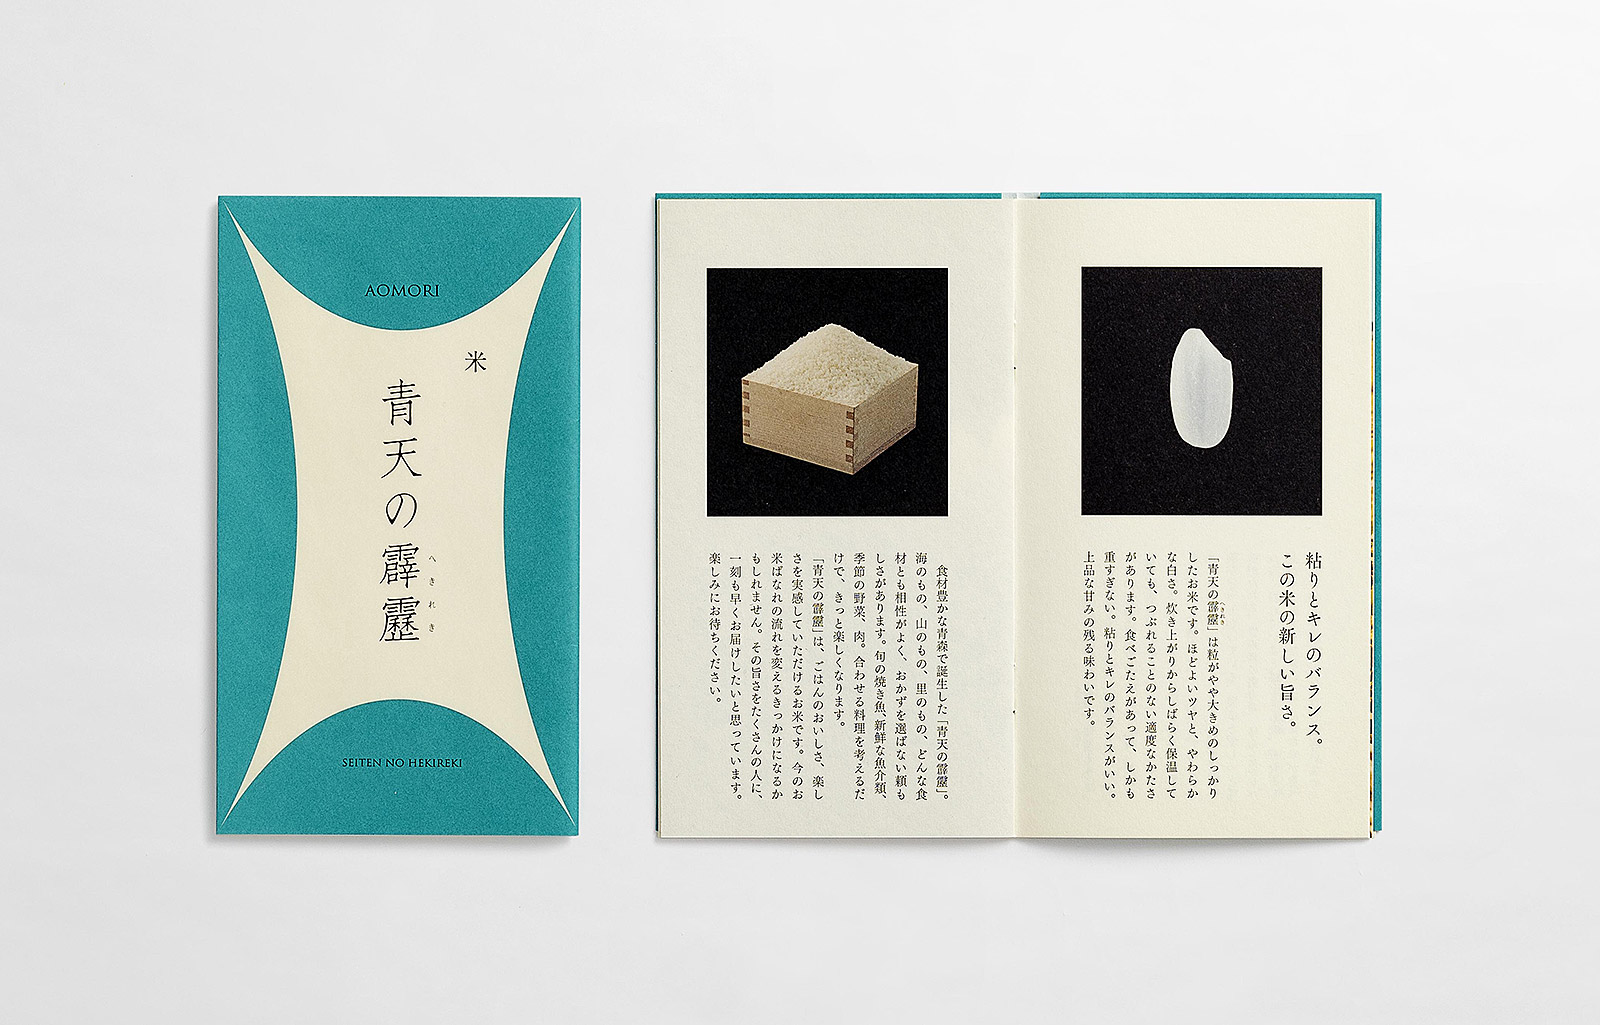 AOMORI
米
青天の霹靂
へきれき
SEITEN NO HEKIREKI
粘りとキレのバランス。
この米の新しい旨さ。
「青天の霹靂」は粒がやや大きめのしっかり
へきれき
したお米です。ほどよいツヤと、やわらか
な白さ。炊き上がりからしばらく保温して
いても、つぶれることのない適度なかたさ
があります。食べごたえがあって、しかも
重すぎない。粘りとキレのバランスがいい。
上品な甘みの残る味わいです。
食材豊かな青森で誕生した「青天の霹靂」。
海のもの、山のもの、里のもの、どんな食
材とも相性がよく、おかずを選ばない頼も
しさがあります。旬の焼き魚、新鮮な魚介類、
季節の野菜、肉。合わせる料理を考えるだ
けで、きっと楽しくなります。
「青天の霹靂」は、ごはんのおいしさ、楽し
さを実感していただけるお米です。今のお
米ばなれの流れを変えるきっかけになるか
もしれません。その旨さをたくさんの人に、
一刻も早くお届けしたいと思っています。
楽しみにお待ちください。